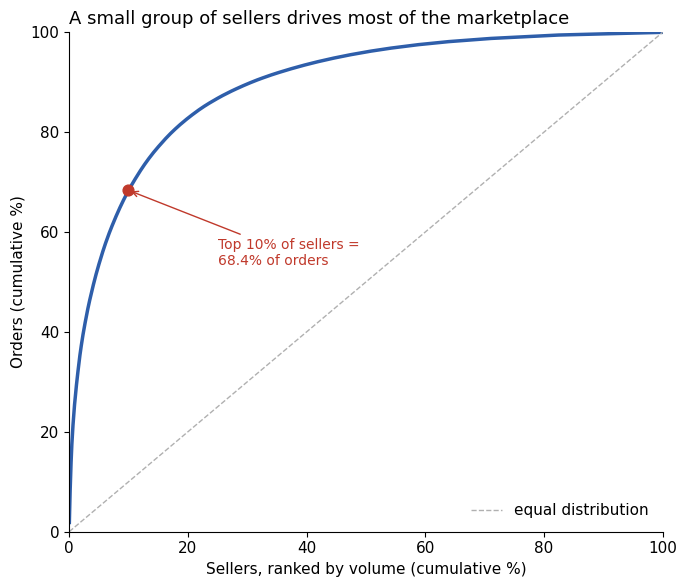 A small group of sellers drives most of the marketplace
100
80
60
40
20
0
Orders (cumulative %)
Top 10% of sellers =
68.4% of orders
equal distribution
0 20 40 60 80 100
Sellers, ranked by volume (cumulative %)